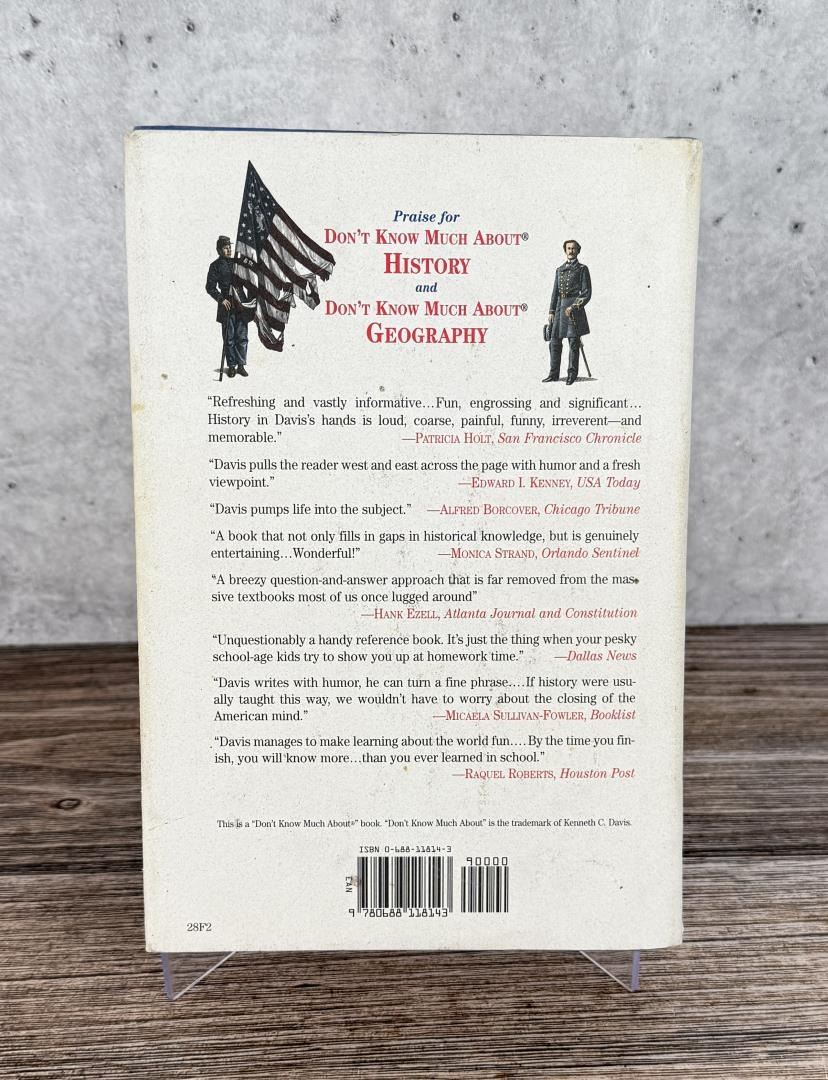 Praise for
DON'T KNOW MUCH ABOUT®
HISTORY
and
DON'T KNOW MUCH ABOUT®
GEOGRAPHY
“Refreshing and vastly informative…Fun, engrossing and significant…
History in Davis’s hands is loud, coarse, painful, funny, irreverent—and
memorable.” —PATRICIA HOLT, San Francisco Chronicle
“Davis pulls the reader west and east across the page with humor and a fresh
viewpoint.” —EDWARD I. KENNEY, USA Today
“Davis pumps life into the subject.” —ALFRED BORCOVER, Chicago Tribune
“A book that not only fills in gaps in historical knowledge, but is genuinely
entertaining…Wonderful!” —MONICA STRAND, Orlando Sentinel
“A breezy question-and-answer approach that is far removed from the mas-
sive textbooks most of us once lugged around”
—HANK EZELL, Atlanta Journal and Constitution
“Unquestionably a handy reference book. It’s just the thing when your pesky
school-age kids try to show you up at homework time.” —Dallas News
“Davis writes with humor, he can turn a fine phrase.…If history were usu-
ally taught this way, we wouldn’t have to worry about the closing of the
American mind.” —MICAELA SULLIVAN-FOWLER, Booklist
“Davis manages to make learning about the world fun.…By the time you fin-
ish, you will know more…than you ever learned in school.”
—RAQUEL ROBERTS, Houston Post
This is a “Don’t Know Much About®” book. “Don’t Know Much About” is the trademark of Kenneth C. Davis.
ISBN 0-688-11814-3
90000
EAN
9 780688 118143
28F2